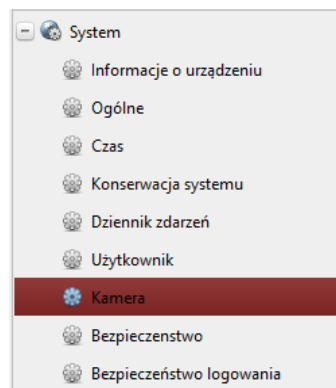 System
Informacje o urządzeniu
Ogólne
Czas
Konserwacja systemu
Dziennik zdarzeń
Użytkownik
Kamera
Bezpieczenstwo
Bezpieczeństwo logowania